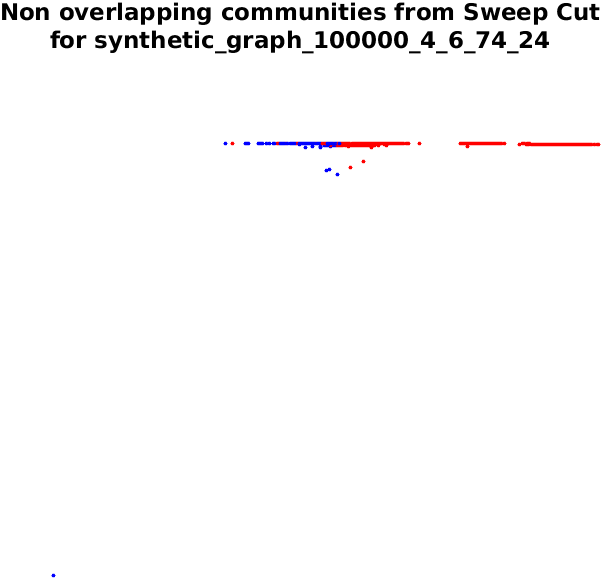 Non overlapping communities from Sweep Cut
for synthetic_graph_100000_4_6_74_24